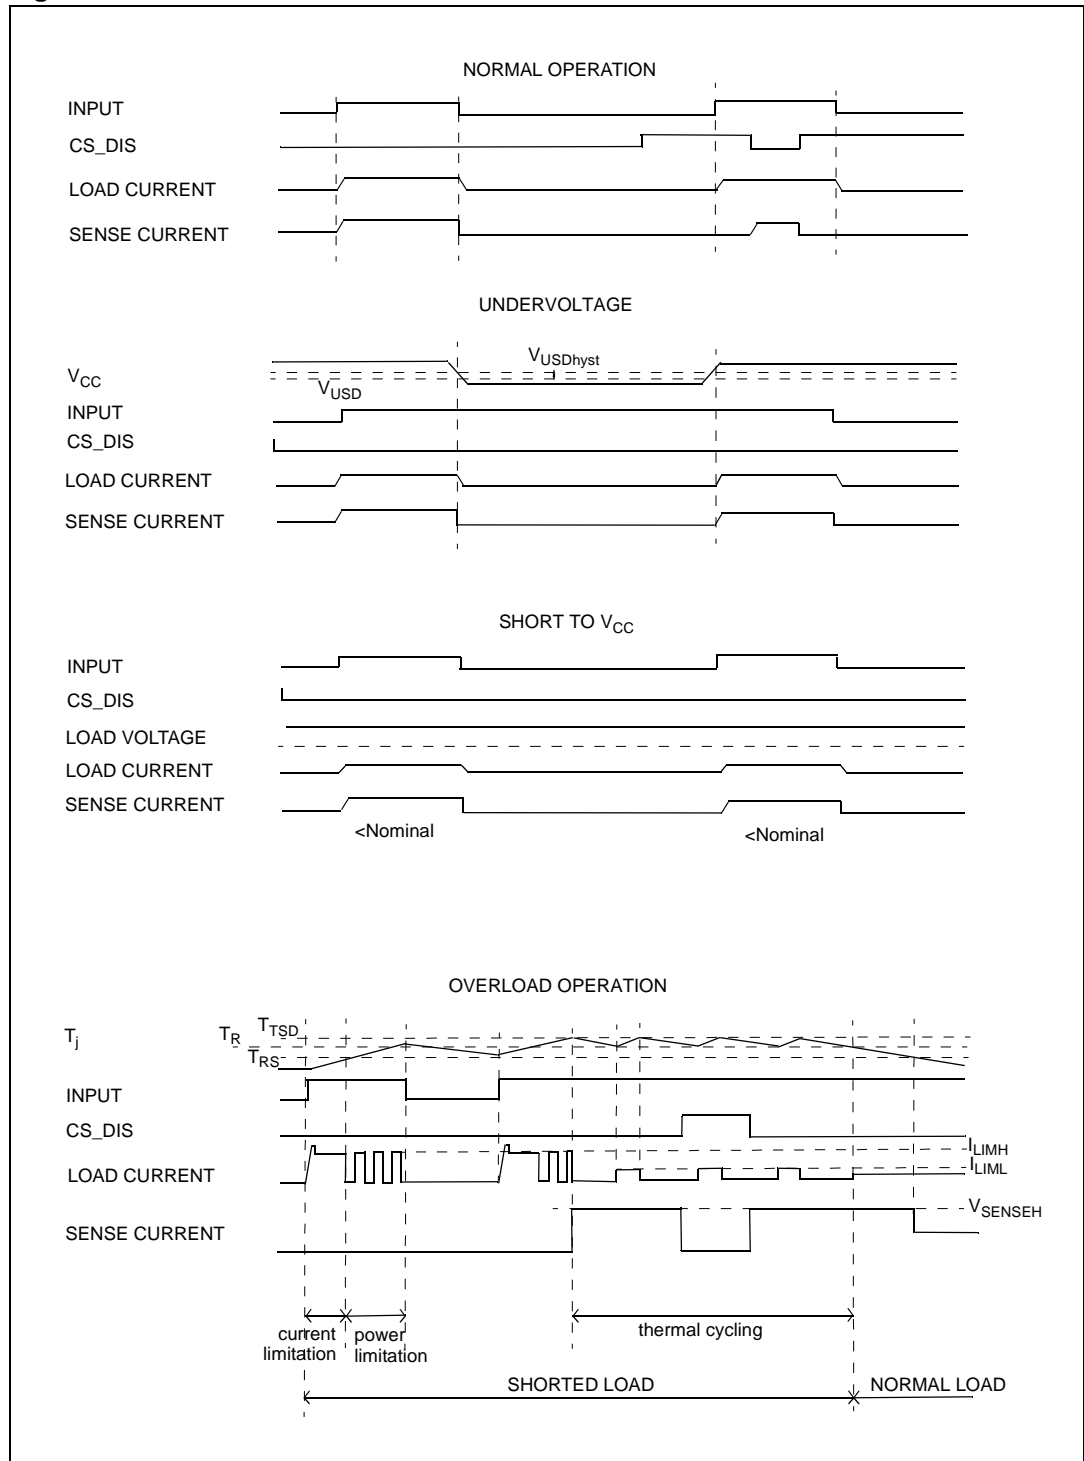 NORMAL OPERATION
INPUT
CS_DIS
LOAD CURRENT
SENSE CURRENT
UNDERVOLTAGE
VUSDhyst
VCC
VUSD
INPUT
CS_DIS
LOAD CURRENT
SENSE CURRENT
SHORT TO VCC
INPUT
CS_DIS
LOAD VOLTAGE
LOAD CURRENT
SENSE CURRENT
<Nominal <Nominal
OVERLOAD OPERATION
Tj TR TTSD
TRS
INPUT
CS_DIS
ILIMH
LOAD CURRENT ILIML
VSENSEH
SENSE CURRENT
current limitation
power limitation
thermal cycling
SHORTED LOAD NORMAL LOAD